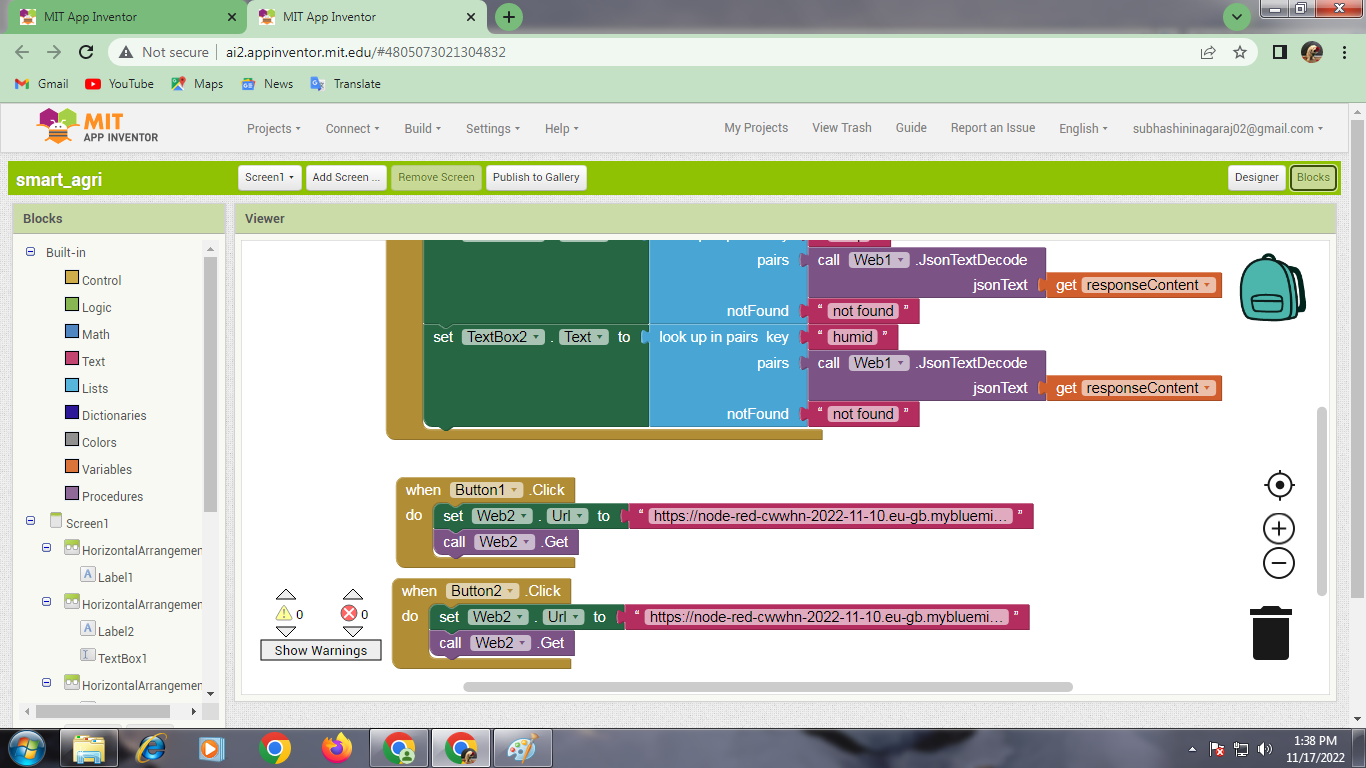 MIT App Inventor
MIT App Inventor
Not secure
ai2.appinventor.mit.edu/#4805073021304832
Gmail
YouTube
Maps
News
Translate
MIT
APP INVENTOR
Projects
Connect
Build
Settings
Help
My Projects
View Trash
Guide
Report an Issue
English
subhashininagaraj02@gmail.com
smart_agri
Screen1
Add Screen ...
Remove Screen
Publish to Gallery
Designer
Blocks
Blocks
Viewer
Built-in
Control
Logic
Math
Text
Lists
Dictionaries
Colors
Variables
Procedures
Screen1
HorizontalArrangemen
Label1
HorizontalArrangemen
Label2
TextBox1
HorizontalArrangemen
pairs call Web1 .JsonTextDecode
jsonText get responseContent
notFound “ not found ”
set TextBox2 . Text to look up in pairs key “ humid ”
pairs call Web1 .JsonTextDecode
jsonText get responseContent
notFound “ not found ”
when Button1 .Click
do set Web2 . Url to “ https://node-red-cwwhn-2022-11-10.eu-gb.mybluemi... ”
call Web2 .Get
when Button2 .Click
do set Web2 . Url to “ https://node-red-cwwhn-2022-11-10.eu-gb.mybluemi... ”
call Web2 .Get
0 0
Show Warnings
1:38 PM
11/17/2022